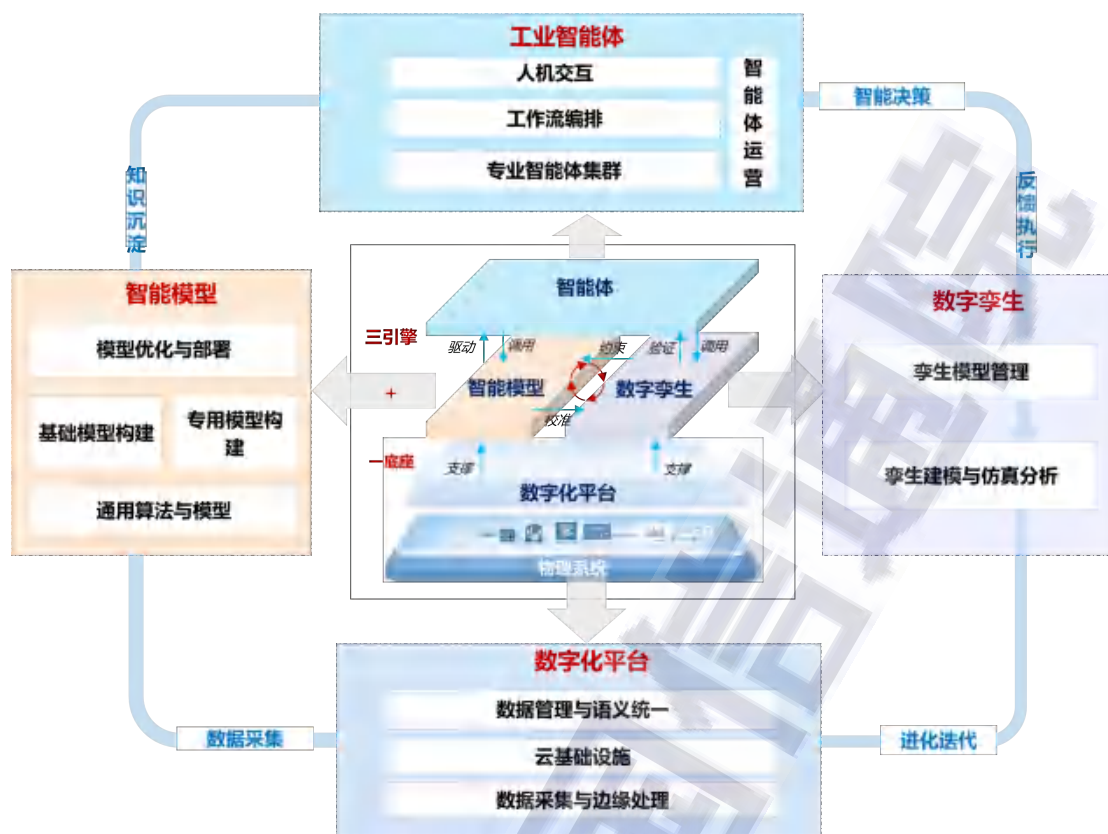 工业智能体
人机交互
工作流编排
专业智能体集群
智能体运营
智能决策
知识沉淀
反馈执行
智能模型
模型优化与部署
基础模型构建
专用模型构
建
通用算法与模型
三引擎
+
一底座
智能体
驱动
调用
约束
验证
调用
智能模型
数字孪生
校准
支撑
支撑
数字化平台
物理系统
数字孪生
孪生模型管理
孪生建模与仿真分析
数字化平台
数据管理与语义统一
云基础设施
数据采集与边缘处理
数据采集
进化迭代